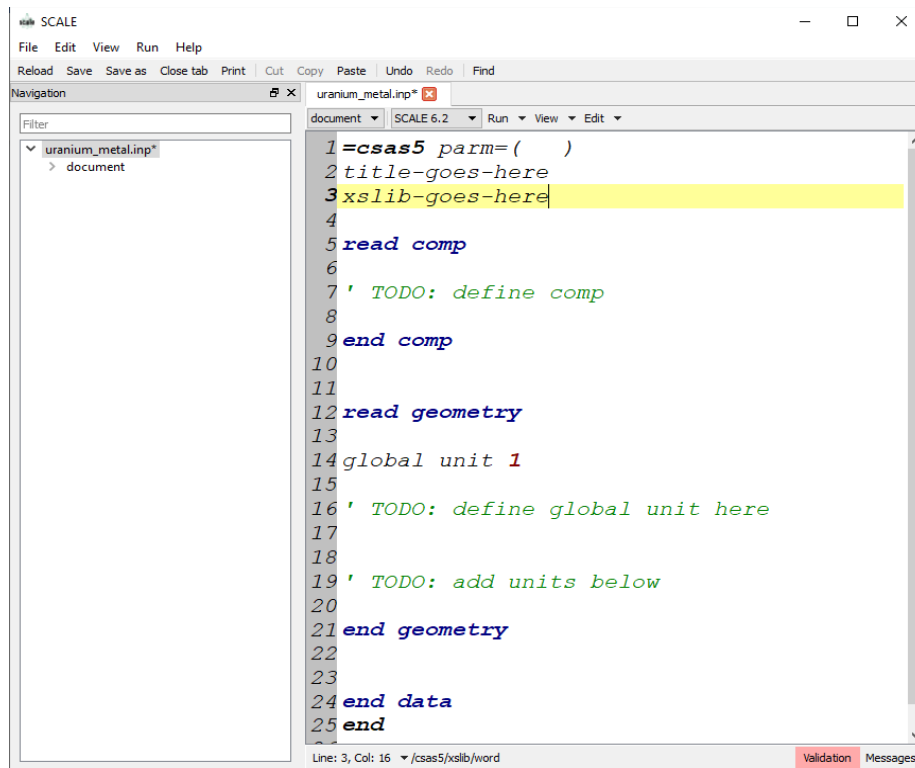 scale SCALE
File Edit View Run Help
Reload Save Save as Close tab Print Cut Copy Paste Undo Redo Find
Navigation
uranium_metal.inp*
Filter
document SCALE 6.2 Run View Edit
uranium_metal.inp*
document
1 =csas5 parm=(   )
2 title-goes-here
3 xslib-goes-here
4
5 read comp
6
7 ' TODO: define comp
8
9 end comp
10
11
12 read geometry
13
14 global unit 1
15
16 ' TODO: define global unit here
17
18
19 ' TODO: add units below
20
21 end geometry
22
23
24 end data
25 end
Line: 3, Col: 16 /csas5/xslib/word Validation Messages